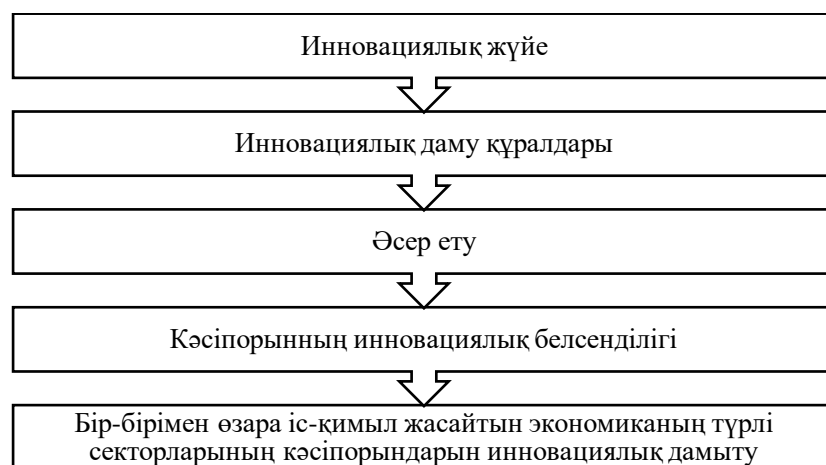 Инновациялық жүйе
Инновациялық даму құралдары
Әсер ету
Кәсіпорынның инновациялық белсенділігі
Бір-бірімен өзара іс-қимыл жасайтын экономиканың түрлі
секторларының кәсіпорындарын инновациялық дамыту